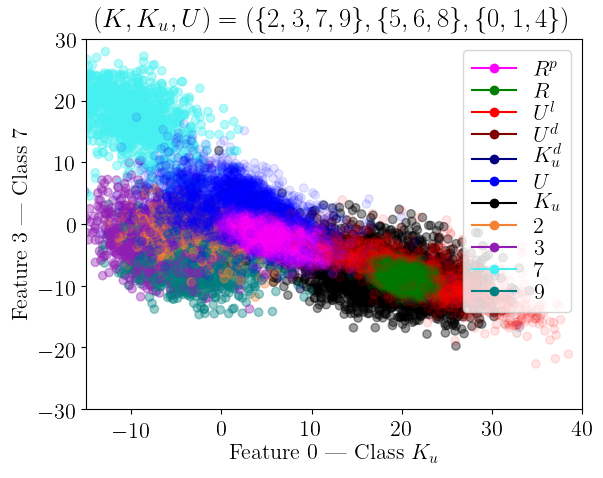 (K, K_u, U) = ({2, 3, 7, 9}, {5, 6, 8}, {0, 1, 4})
30
20
10
0
−10
−20
−30
Feature 3 — Class 7
R^p
R
U^l
U^d
K_u^d
U
K_u
2
3
7
9
−10
0
10
20
30
40
Feature 0 — Class K_u